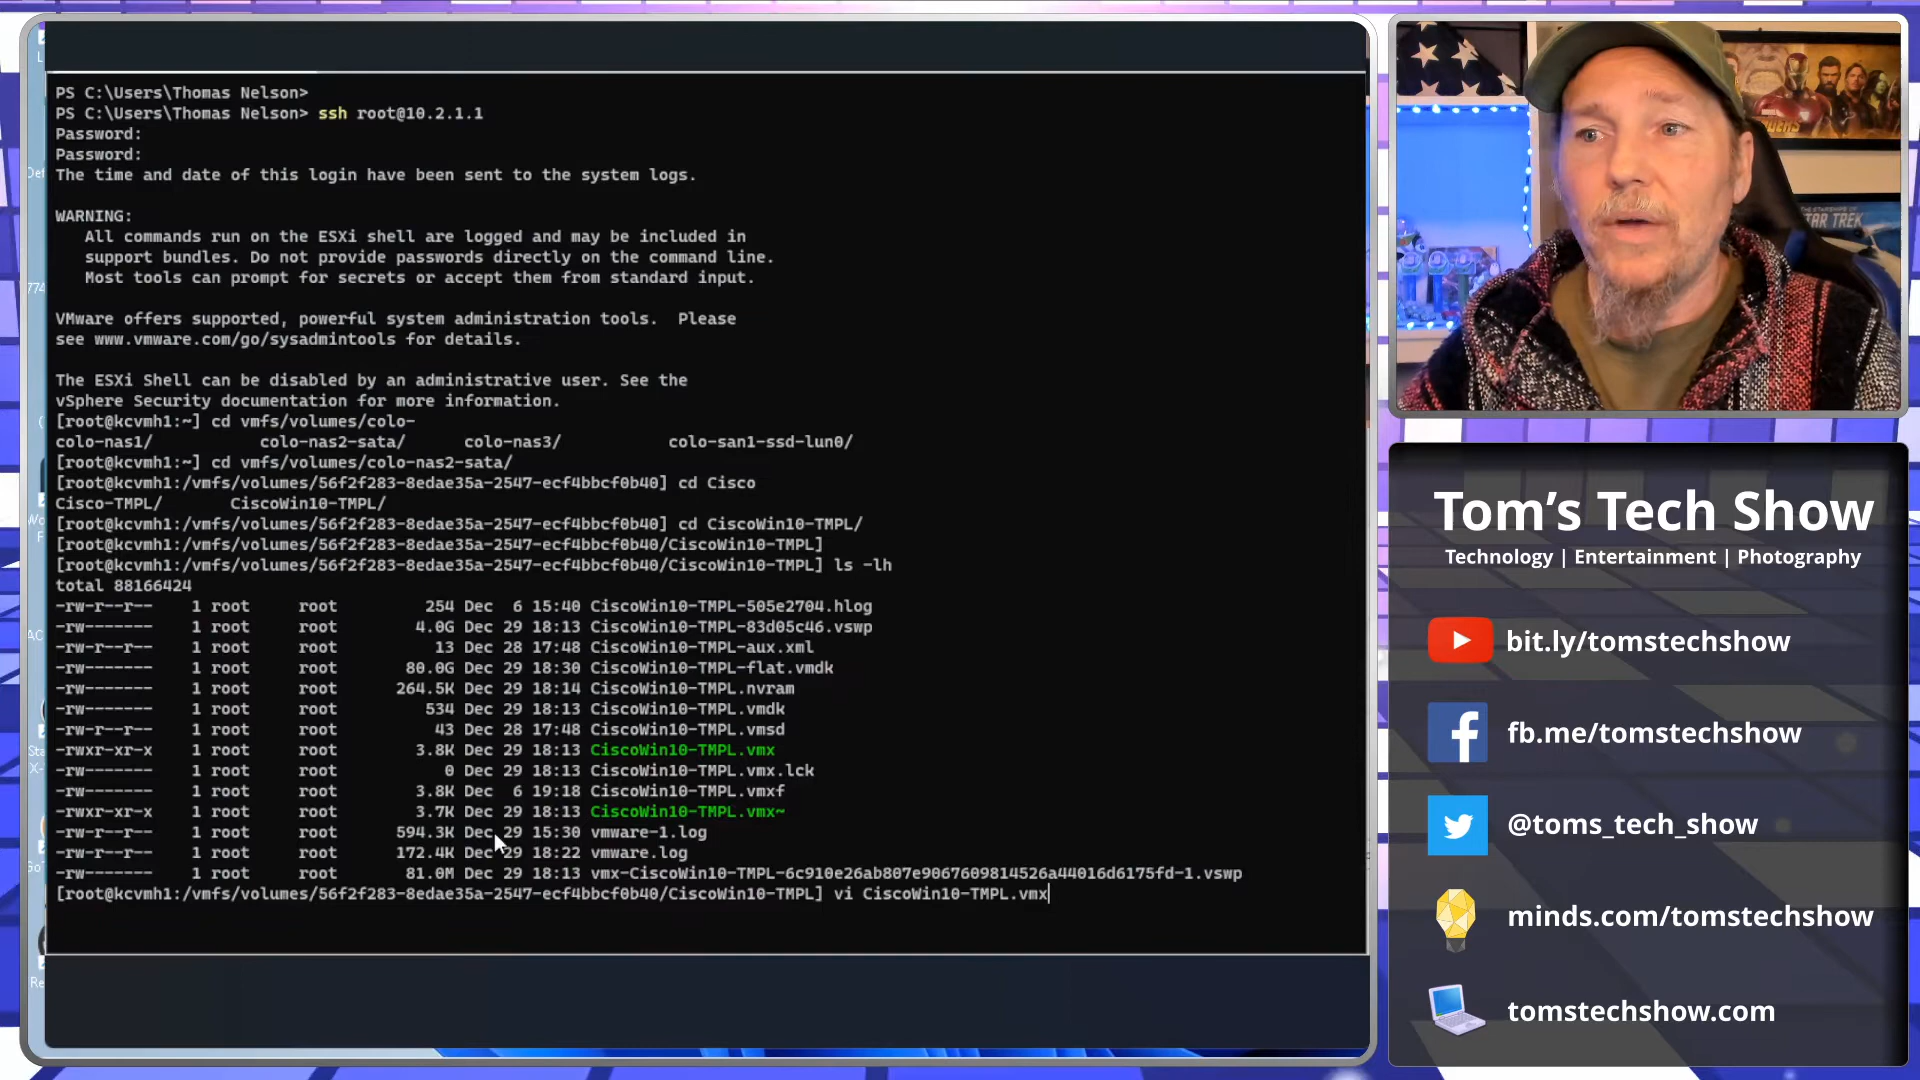 PS C:\Users\Thomas Nelson>
PS C:\Users\Thomas Nelson> ssh root@10.2.1.1
Password:
Password:
The time and date of this login have been sent to the system logs.
WARNING:
All commands run on the ESXi shell are logged and may be included in
support bundles. Do not provide passwords directly on the command line.
Most tools can prompt for secrets or accept them from standard input.
VMware offers supported, powerful system administration tools.  Please
see www.vmware.com/go/sysadmintools for details.
The ESXi Shell can be disabled by an administrative user. See the
vSphere Security documentation for more information.
[root@kcvmh1:~] cd vmfs/volumes/colo-
colo-nas1/           colo-nas2-sata/      colo-nas3/           colo-san1-ssd-lun0/
[root@kcvmh1:~] cd vmfs/volumes/colo-nas2-sata/
[root@kcvmh1:/vmfs/volumes/56f2f283-8edae35a-2547-ecf4bbcf0b40] cd Cisco
Cisco-TMPL/       CiscoWin10-TMPL/
[root@kcvmh1:/vmfs/volumes/56f2f283-8edae35a-2547-ecf4bbcf0b40] cd CiscoWin10-TMPL/
[root@kcvmh1:/vmfs/volumes/56f2f283-8edae35a-2547-ecf4bbcf0b40/CiscoWin10-TMPL]
[root@kcvmh1:/vmfs/volumes/56f2f283-8edae35a-2547-ecf4bbcf0b40/CiscoWin10-TMPL] ls -lh
total 88166424
-rw-r--r--    1 root     root         254 Dec  6 15:40 CiscoWin10-TMPL-505e2704.hlog
-rw-------    1 root     root        4.0G Dec 29 18:13 CiscoWin10-TMPL-83d05c46.vswp
-rw-r--r--    1 root     root          13 Dec 28 17:48 CiscoWin10-TMPL-aux.xml
-rw-------    1 root     root       80.0G Dec 29 18:30 CiscoWin10-TMPL-flat.vmdk
-rw-------    1 root     root      264.5K Dec 29 18:14 CiscoWin10-TMPL.nvram
-rw-------    1 root     root         534 Dec 29 18:13 CiscoWin10-TMPL.vmdk
-rw-r--r--    1 root     root          43 Dec 28 17:48 CiscoWin10-TMPL.vmsd
-rwxr-xr-x    1 root     root        3.8K Dec 29 18:13 CiscoWin10-TMPL.vmx
-rw-------    1 root     root           0 Dec 29 18:13 CiscoWin10-TMPL.vmx.lck
-rw-------    1 root     root        3.8K Dec  6 19:18 CiscoWin10-TMPL.vmxf
-rwxr-xr-x    1 root     root        3.7K Dec 29 18:13 CiscoWin10-TMPL.vmx~
-rw-r--r--    1 root     root      594.3K Dec 29 15:30 vmware-1.log
-rw-r--r--    1 root     root      172.4K Dec 29 18:22 vmware.log
-rw-------    1 root     root       81.0M Dec 29 18:13 vmx-CiscoWin10-TMPL-6c910e26ab807e9067609814526a44016d6175fd-1.vswp
[root@kcvmh1:/vmfs/volumes/56f2f283-8edae35a-2547-ecf4bbcf0b40/CiscoWin10-TMPL] vi CiscoWin10-TMPL.vmx
STAR TREK
Tom's Tech Show
Technology | Entertainment | Photography
bit.ly/tomstechshow
fb.me/tomstechshow
@toms_tech_show
minds.com/tomstechshow
tomstechshow.com